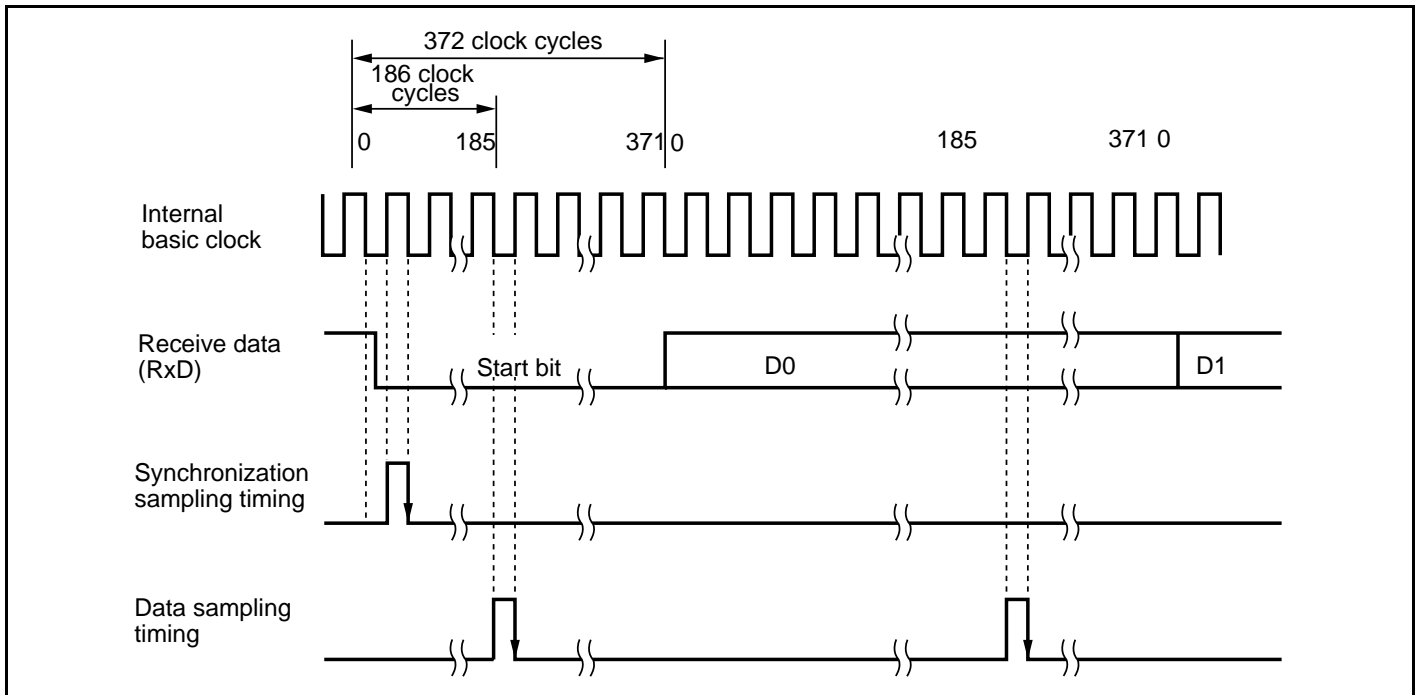 372 clock cycles
186 clock
cycles
0
185
371 0
185
371 0
Internal
basic clock
Receive data
(RxD)
Start bit
D0
D1
Synchronization
sampling timing
Data sampling
timing